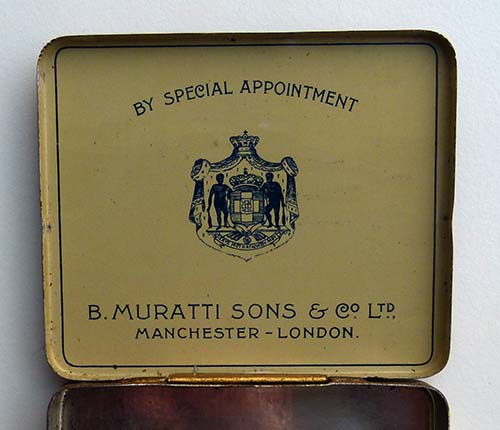 BY SPECIAL APPOINTMENT
B. MURATTI SONS & Co LTD,
MANCHESTER - LONDON.